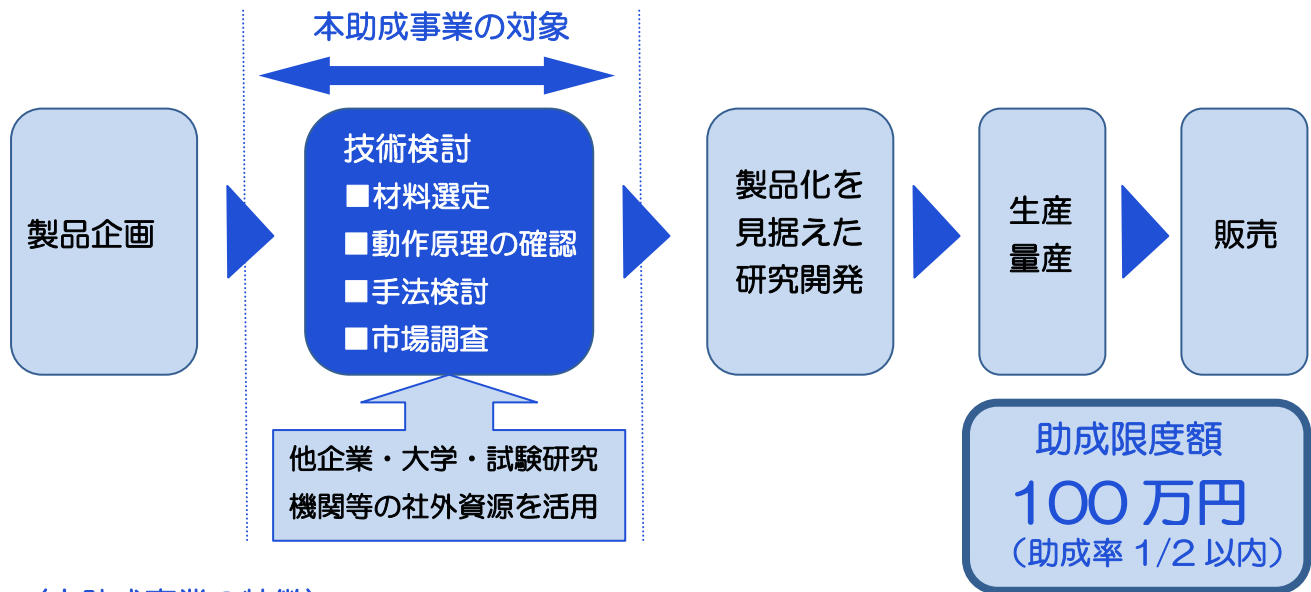 本助成事業の対象
製品企画
技術検討
■材料選定
■動作原理の確認
■手法検討
■市場調査
製品化を
見据えた
研究開発
生産
量産
販売
他企業・大学・試験研究
機関等の社外資源を活用
助成限度額
100万円
（助成率 1/2 以内）